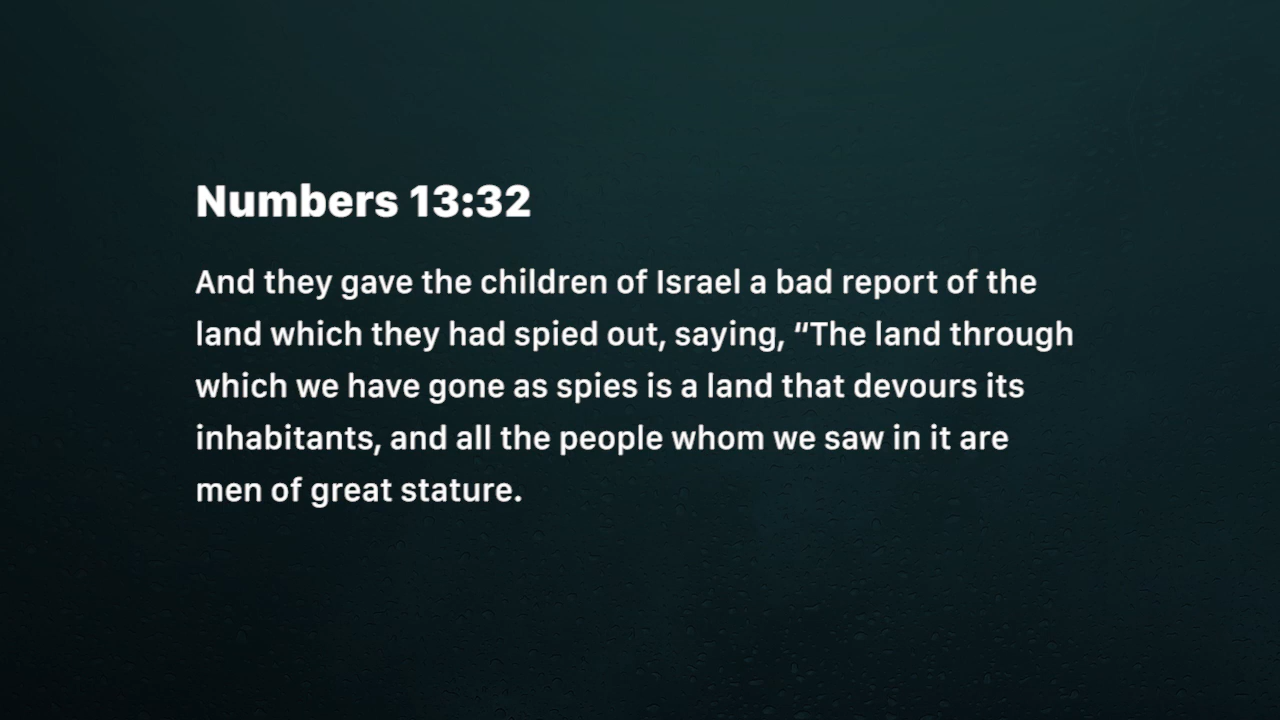 Numbers 13:32
And they gave the children of Israel a bad report of the
land which they had spied out, saying, "The land through
which we have gone as spies is a land that devours its
inhabitants, and all the people whom we saw in it are
men of great stature.